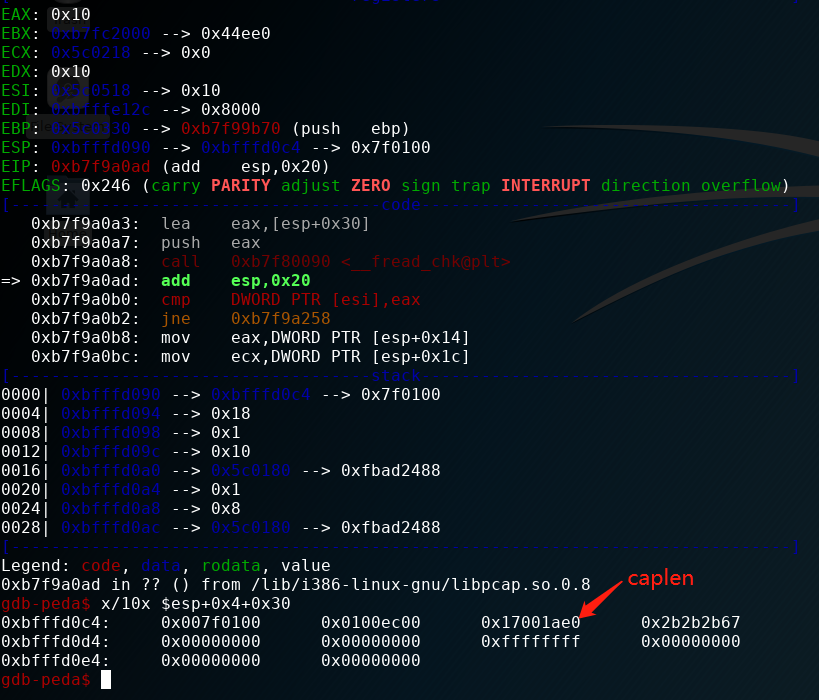 EAX: 0x10
EBX: 0xb7fc2000 --> 0x44ee0
ECX: 0x5c0218 --> 0x0
EDX: 0x10
ESI: 0x5c0518 --> 0x10
EDI: 0xbfffe12c --> 0x8000
EBP: 0x5c0130 --> 0xb7f99b70 (push   ebp)
ESP: 0xbfffd090 --> 0xbfffd0c4 --> 0x7f0100
EIP: 0xb7f9a0ad (add    esp,0x20)
EFLAGS: 0x246 (carry PARITY adjust ZERO sign trap INTERRUPT direction overflow)
[-------------------------------------code-------------------------------------]
   0xb7f9a0a3:  lea    eax,[esp+0x30]
   0xb7f9a0a7:  push   eax
   0xb7f9a0a8:  call   0xb7f80090 <__fread_chk@plt>
=> 0xb7f9a0ad:  add    esp,0x20
   0xb7f9a0b0:  cmp    DWORD PTR [esi],eax
   0xb7f9a0b2:  jne    0xb7f9a258
   0xb7f9a0b8:  mov    eax,DWORD PTR [esp+0x14]
   0xb7f9a0bc:  mov    ecx,DWORD PTR [esp+0x1c]
[------------------------------------stack-------------------------------------]
0000| 0xbfffd090 --> 0xbfffd0c4 --> 0x7f0100
0004| 0xbfffd094 --> 0x18
0008| 0xbfffd098 --> 0x1
0012| 0xbfffd09c --> 0x10
0016| 0xbfffd0a0 --> 0x5c0180 --> 0xfbad2488
0020| 0xbfffd0a4 --> 0x1
0024| 0xbfffd0a8 --> 0x8
0028| 0xbfffd0ac --> 0x5c0180 --> 0xfbad2488
[------------------------------------------------------------------------------]
Legend: code, data, rodata, value
0xb7f9a0ad in ?? () from /lib/i386-linux-gnu/libpcap.so.0.8
caplen
gdb-peda$ x/10x $esp+0x4+0x30
0xbfffd0c4:     0x007f0100      0x0100ec00      0x17001ae0      0x2b2b2b67
0xbfffd0d4:     0x00000000      0x00000000      0xffffffff      0x00000000
0xbfffd0e4:     0x00000000      0x00000000
gdb-peda$